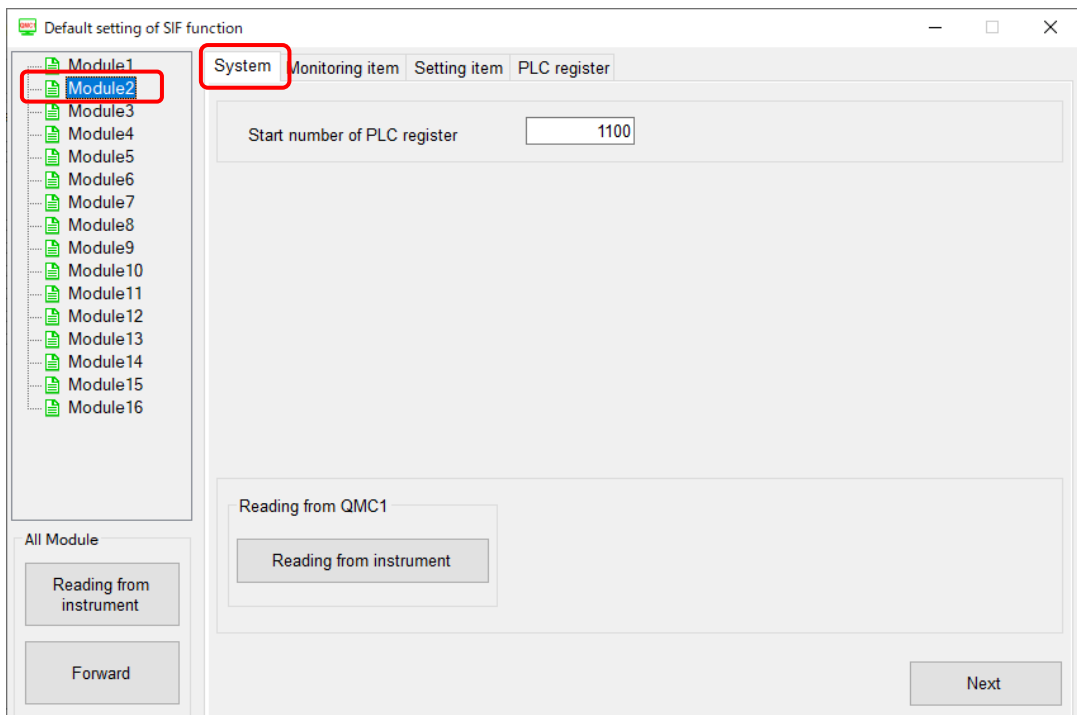 QMC1
Default setting of SIF function
Module1
Module2
Module3
Module4
Module5
Module6
Module7
Module8
Module9
Module10
Module11
Module12
Module13
Module14
Module15
Module16
All Module
Reading from
instrument
Forward
System Monitoring item Setting item PLC register
Start number of PLC register 1100
Reading from QMC1
Reading from instrument
Next